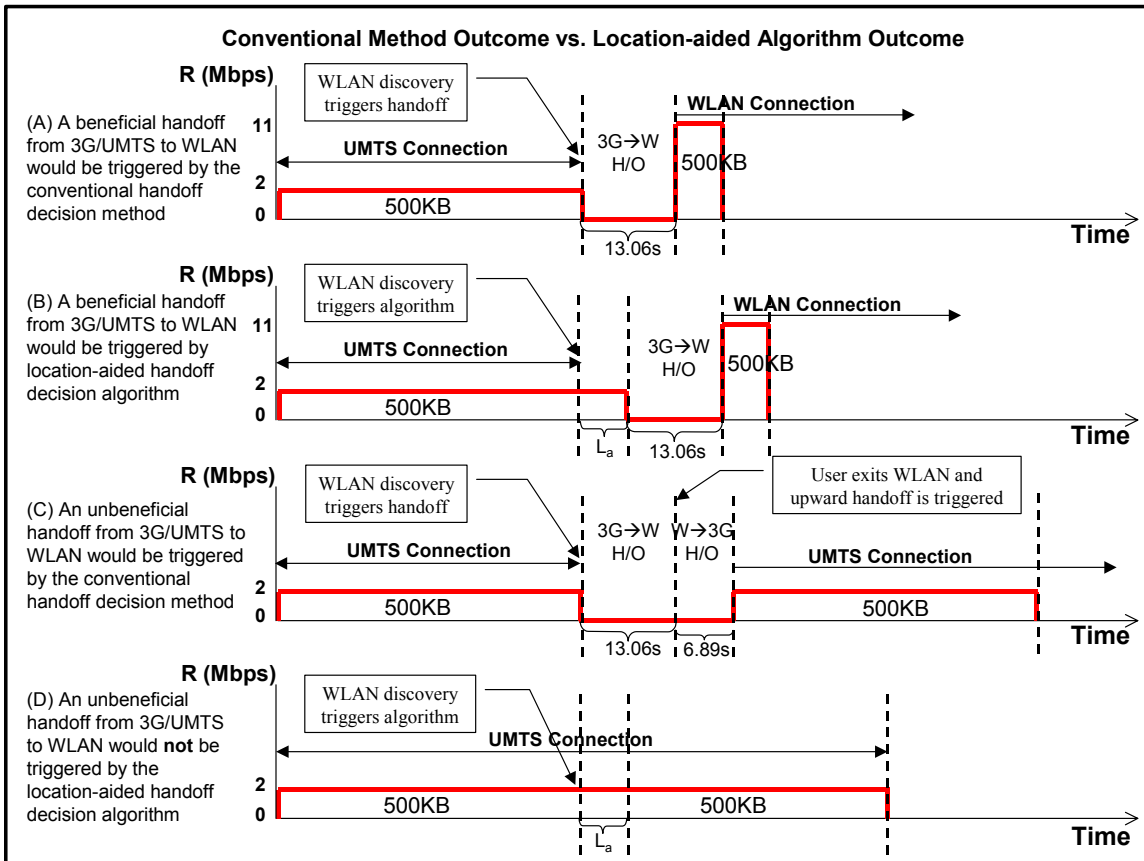 Conventional Method Outcome vs. Location-aided Algorithm Outcome
(A) A beneficial handoff
from 3G/UMTS to WLAN
would be triggered by the
conventional handoff
decision method
R (Mbps)
11
2
0
WLAN discovery
triggers handoff
UMTS Connection
500KB
3G→W
H/O
13.06s
WLAN Connection
500KB
Time
(B) A beneficial handoff
from 3G/UMTS to WLAN
would be triggered by
location-aided handoff
decision algorithm
R (Mbps)
11
2
0
WLAN discovery
triggers algorithm
UMTS Connection
500KB
La
3G→W
H/O
13.06s
WLAN Connection
500KB
Time
(C) An unbeneficial
handoff from 3G/UMTS to
WLAN would be triggered
by the conventional
handoff decision method
R (Mbps)
2
0
WLAN discovery
triggers handoff
UMTS Connection
500KB
3G→W
H/O
13.06s
W→3G
H/O
6.89s
User exits WLAN and
upward handoff is triggered
UMTS Connection
500KB
Time
(D) An unbeneficial
handoff from 3G/UMTS
to WLAN would not be
triggered by the
location-aided handoff
decision algorithm
R (Mbps)
2
0
WLAN discovery
triggers algorithm
UMTS Connection
500KB
500KB
La
Time